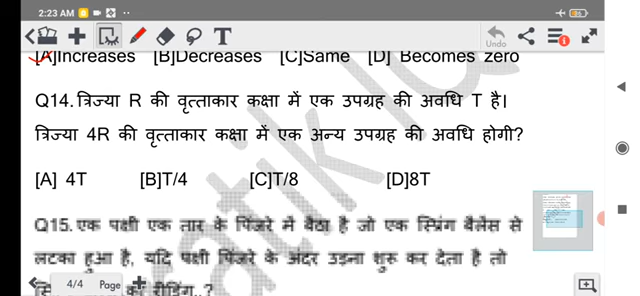 2:23 AM
Undo
[A]Increases [B]Decreases [C]Same [D] Becomes zero
Q14. त्रिज्या R की वृत्ताकार कक्षा में एक उपग्रह की अवधि T है।
त्रिज्या 4R की वृत्ताकार कक्षा में एक अन्य उपग्रह की अवधि होगी?
[A] 4T [B]T/4 [C]T/8 [D]8T
Q15. एक पक्षी एक तार के पिंजरे में बैठा है जो एक स्प्रिंग बैलेंस से
लटका हुआ है, यदि पक्षी पिंजरे के अंदर उड़ना शुरू कर देता है तो
4/4 Page की रीडिंग..?